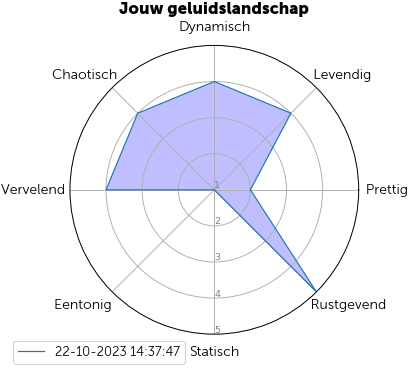 Jouw geluidslandschap
Dynamisch
Chaotisch
Levendig
Vervelend
1
Prettig
2
3
4
Eentonig
Rustgevend
5
22-10-2023 14:37:47
Statisch